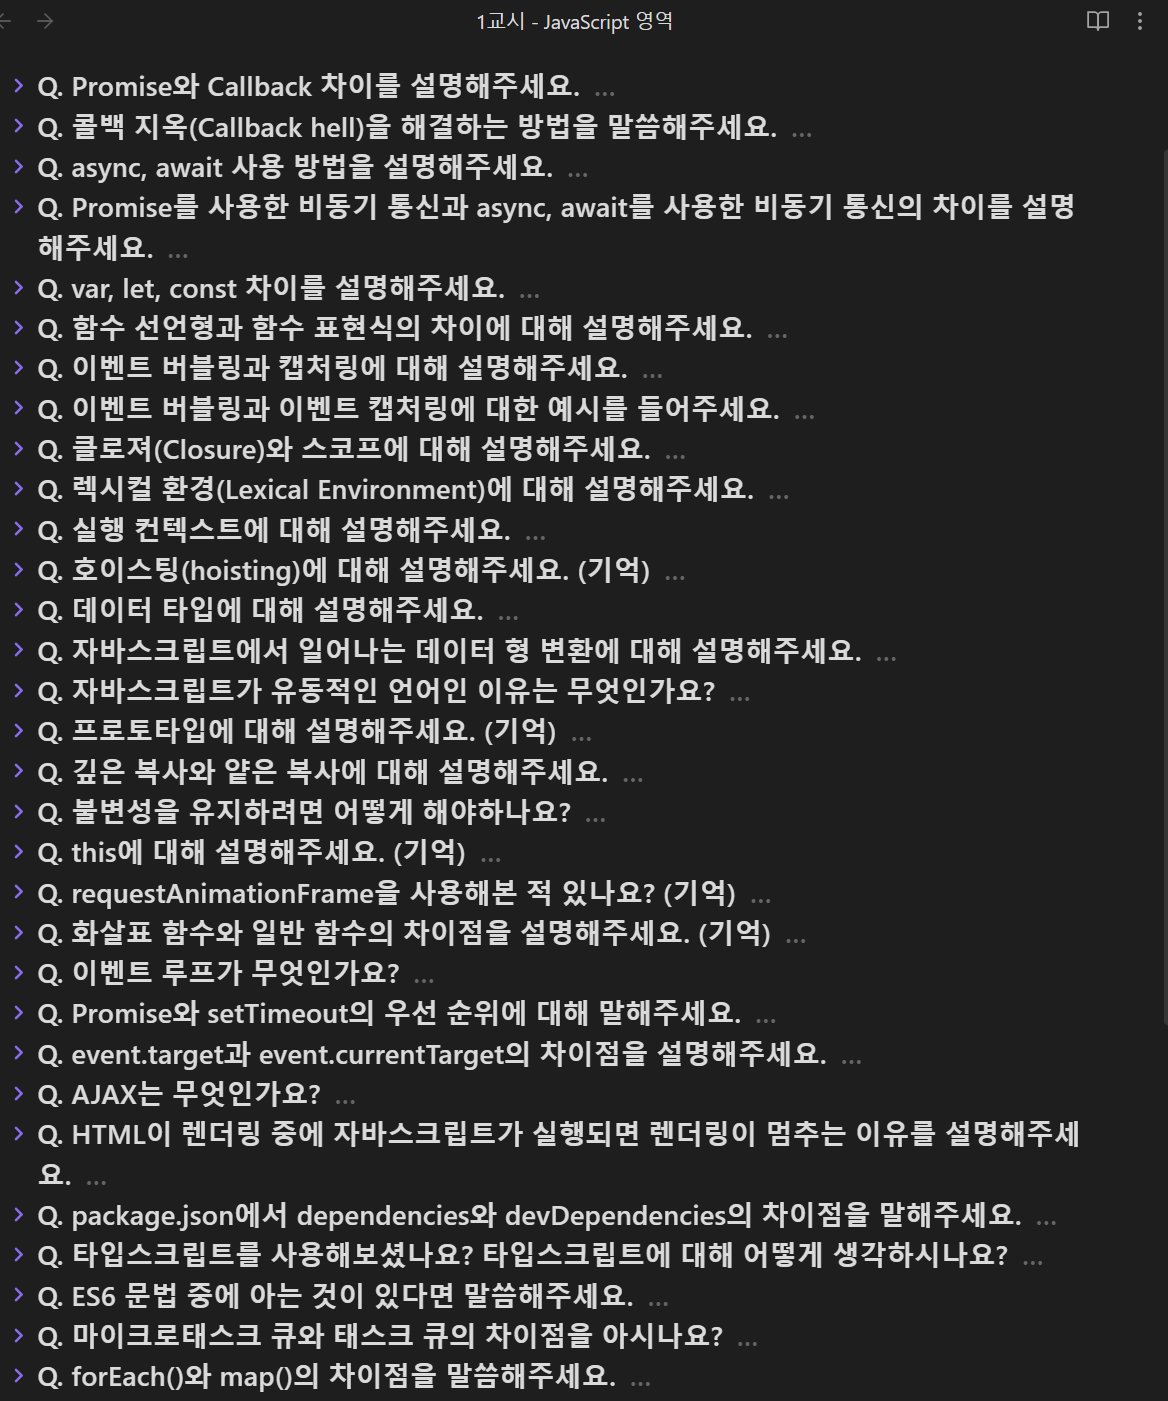 1교시 - JavaScript 영역
Q. Promise와 Callback 차이를 설명해주세요. ...
Q. 콜백 지옥(Callback hell)을 해결하는 방법을 말씀해주세요. ...
Q. async, await 사용 방법을 설명해주세요. ...
Q. Promise를 사용한 비동기 통신과 async, await를 사용한 비동기 통신의 차이를 설명
해주세요. ...
Q. var, let, const 차이를 설명해주세요. ...
Q. 함수 선언형과 함수 표현식의 차이에 대해 설명해주세요. ...
Q. 이벤트 버블링과 캡처링에 대해 설명해주세요. ...
Q. 이벤트 버블링과 이벤트 캡처링에 대한 예시를 들어주세요. ...
Q. 클로져(Closure)와 스코프에 대해 설명해주세요. ...
Q. 렉시컬 환경(Lexical Environment)에 대해 설명해주세요. ...
Q. 실행 컨텍스트에 대해 설명해주세요. ...
Q. 호이스팅(hoisting)에 대해 설명해주세요. (기억) ...
Q. 데이터 타입에 대해 설명해주세요. ...
Q. 자바스크립트에서 일어나는 데이터 형 변환에 대해 설명해주세요. ...
Q. 자바스크립트가 유동적인 언어인 이유는 무엇인가요? ...
Q. 프로토타입에 대해 설명해주세요. (기억) ...
Q. 깊은 복사와 얕은 복사에 대해 설명해주세요. ...
Q. 불변성을 유지하려면 어떻게 해야하나요? ...
Q. this에 대해 설명해주세요. (기억) ...
Q. requestAnimationFrame을 사용해본 적 있나요? (기억) ...
Q. 화살표 함수와 일반 함수의 차이점을 설명해주세요. (기억) ...
Q. 이벤트 루프가 무엇인가요? ...
Q. Promise와 setTimeout의 우선 순위에 대해 말해주세요. ...
Q. event.target과 event.currentTarget의 차이점을 설명해주세요. ...
Q. AJAX는 무엇인가요? ...
Q. HTML이 렌더링 중에 자바스크립트가 실행되면 렌더링이 멈추는 이유를 설명해주세
요. ...
Q. package.json에서 dependencies와 devDependencies의 차이점을 말해주세요. ...
Q. 타입스크립트를 사용해보셨나요? 타입스크립트에 대해 어떻게 생각하시나요? ...
Q. ES6 문법 중에 아는 것이 있다면 말씀해주세요. ...
Q. 마이크로태스크 큐와 태스크 큐의 차이점을 아시나요? ...
Q. forEach()와 map()의 차이점을 말씀해주세요. ...